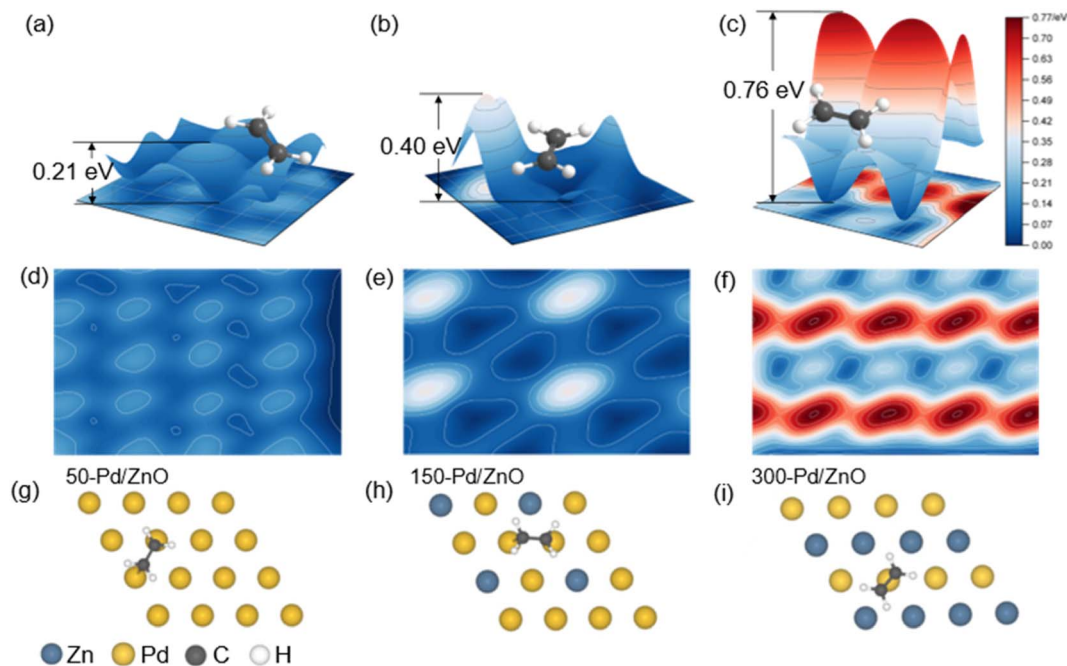 (a)
(b)
(c)
0.21 eV
0.40 eV
0.76 eV
0.77/eV
0.70
0.63
0.56
0.49
0.42
0.35
0.28
0.21
0.14
0.07
0.00
(d)
(e)
(f)
50-Pd/ZnO
150-Pd/ZnO
300-Pd/ZnO
(g)
(h)
(i)
Zn Pd C H